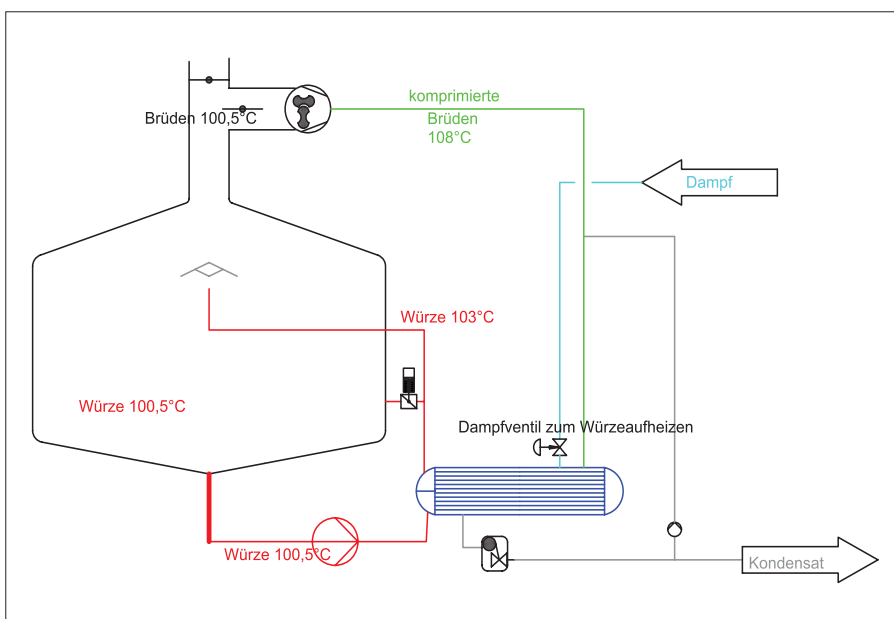 komprimierte
Brüden
108°C
Brüden 100,5°C
Dampf
Würze 103°C
Würze 100,5°C
Dampfventil zum Würzeaufheizen
Würze 100,5°C
Kondensat